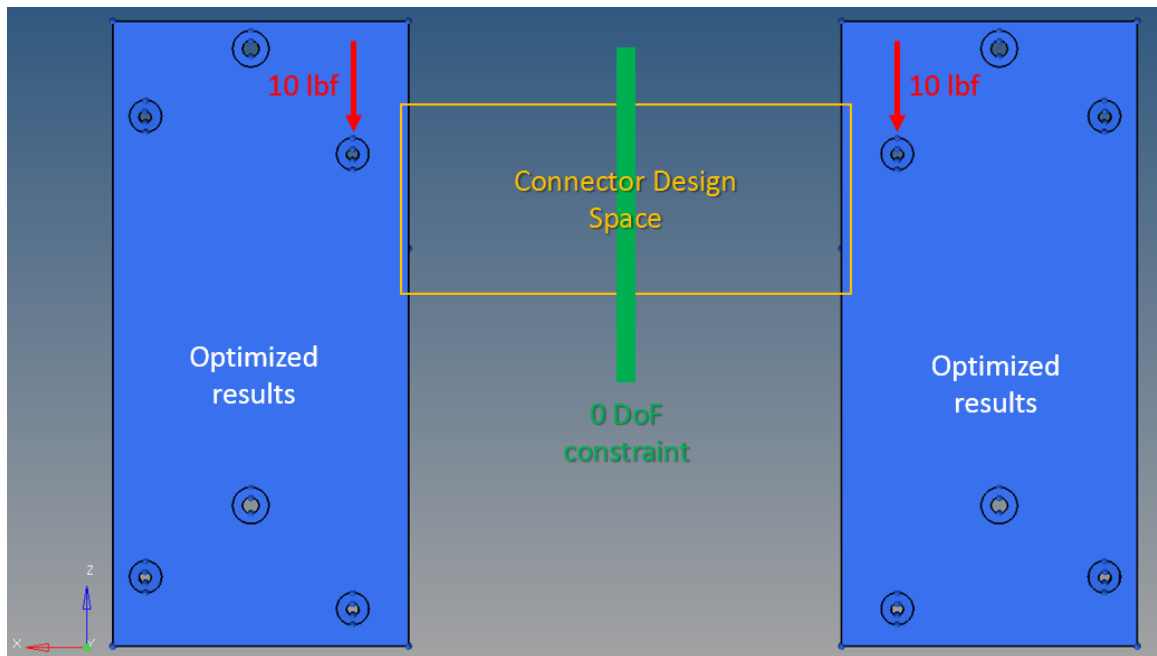 10 lbf
10 lbf
Connector Design
Space
Optimized
results
Optimized
results
0 DoF
constraint
Z
X
Y